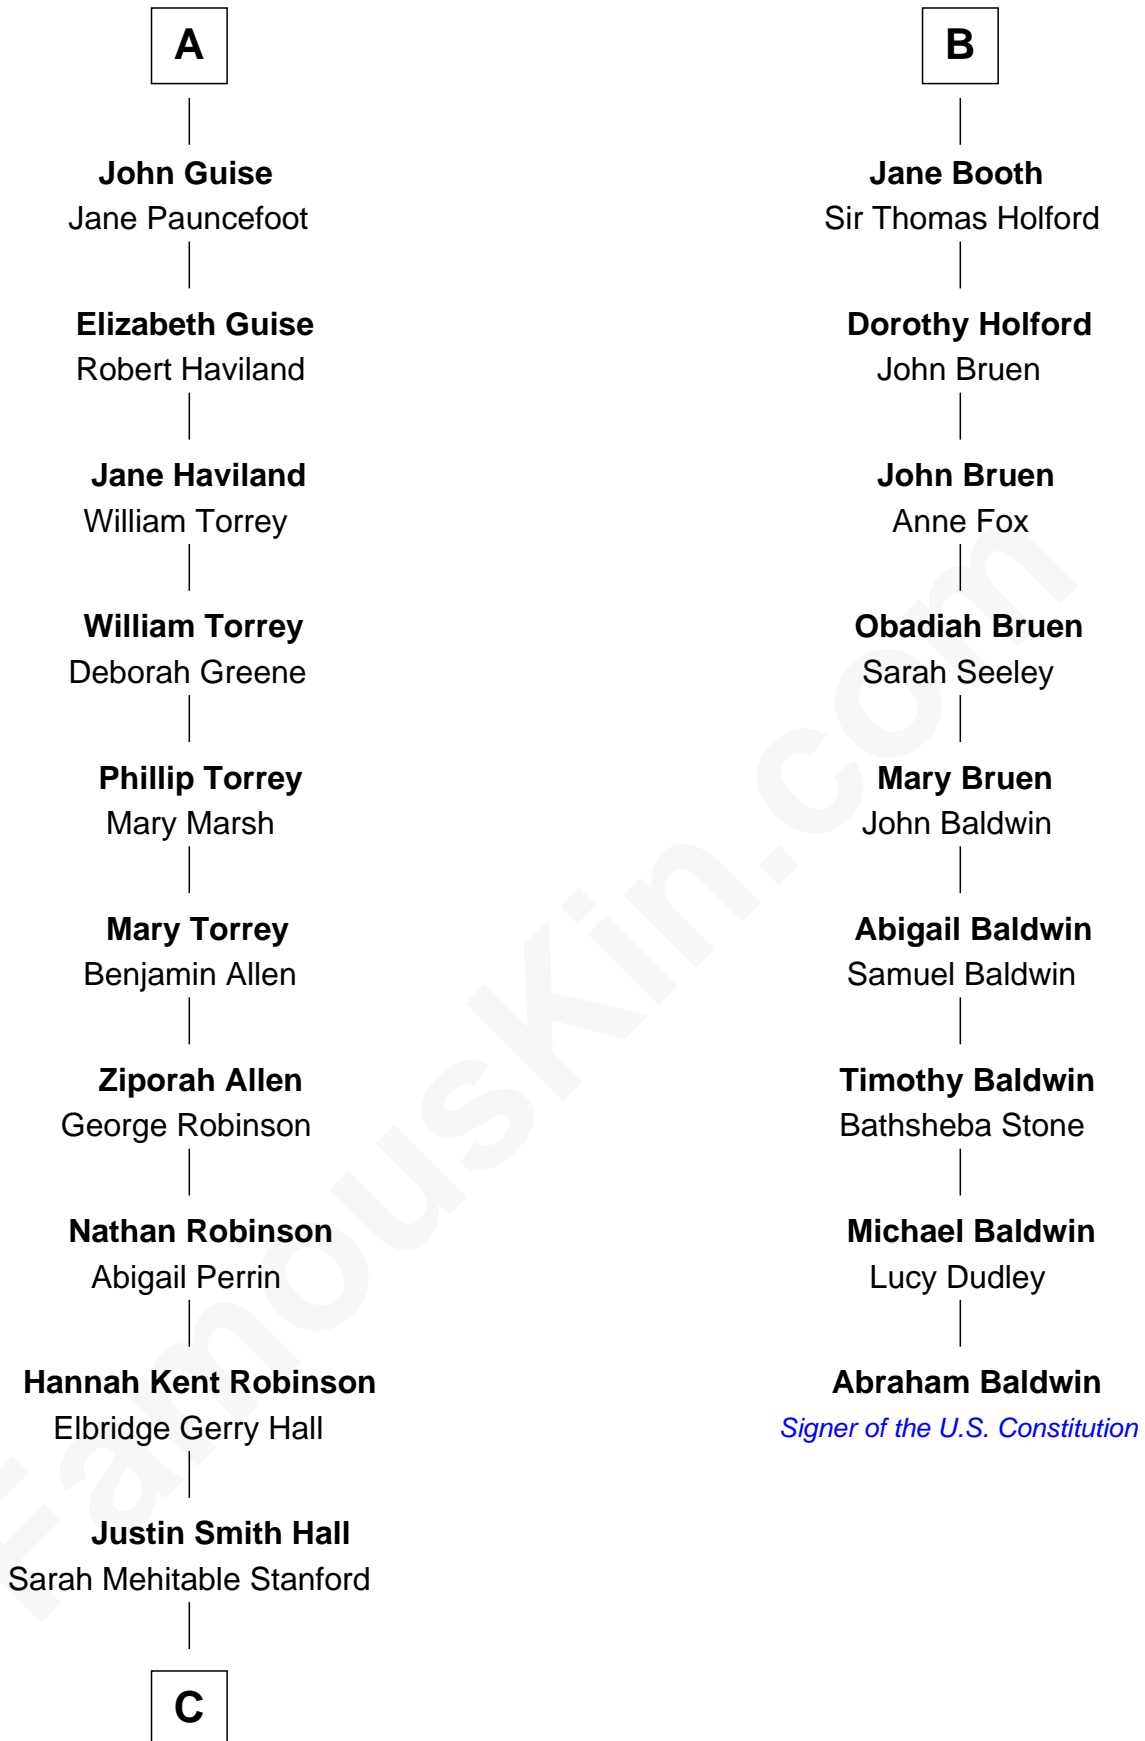 A
John Guise
Jane Pauncefoot
Elizabeth Guise
Robert Haviland
Jane Haviland
William Torrey
William Torrey
Deborah Greene
Phillip Torrey
Mary Marsh
Mary Torrey
Benjamin Allen
Ziporah Allen
George Robinson
Nathan Robinson
Abigail Perrin
Hannah Kent Robinson
Elbridge Gerry Hall
Justin Smith Hall
Sarah Mehitable Stanford
C
B
Jane Booth
Sir Thomas Holford
Dorothy Holford
John Bruen
John Bruen
Anne Fox
Obadiah Bruen
Sarah Seeley
Mary Bruen
John Baldwin
Abigail Baldwin
Samuel Baldwin
Timothy Baldwin
Bathsheba Stone
Michael Baldwin
Lucy Dudley
Abraham Baldwin
Signer of the U.S. Constitution
FamousKin.com